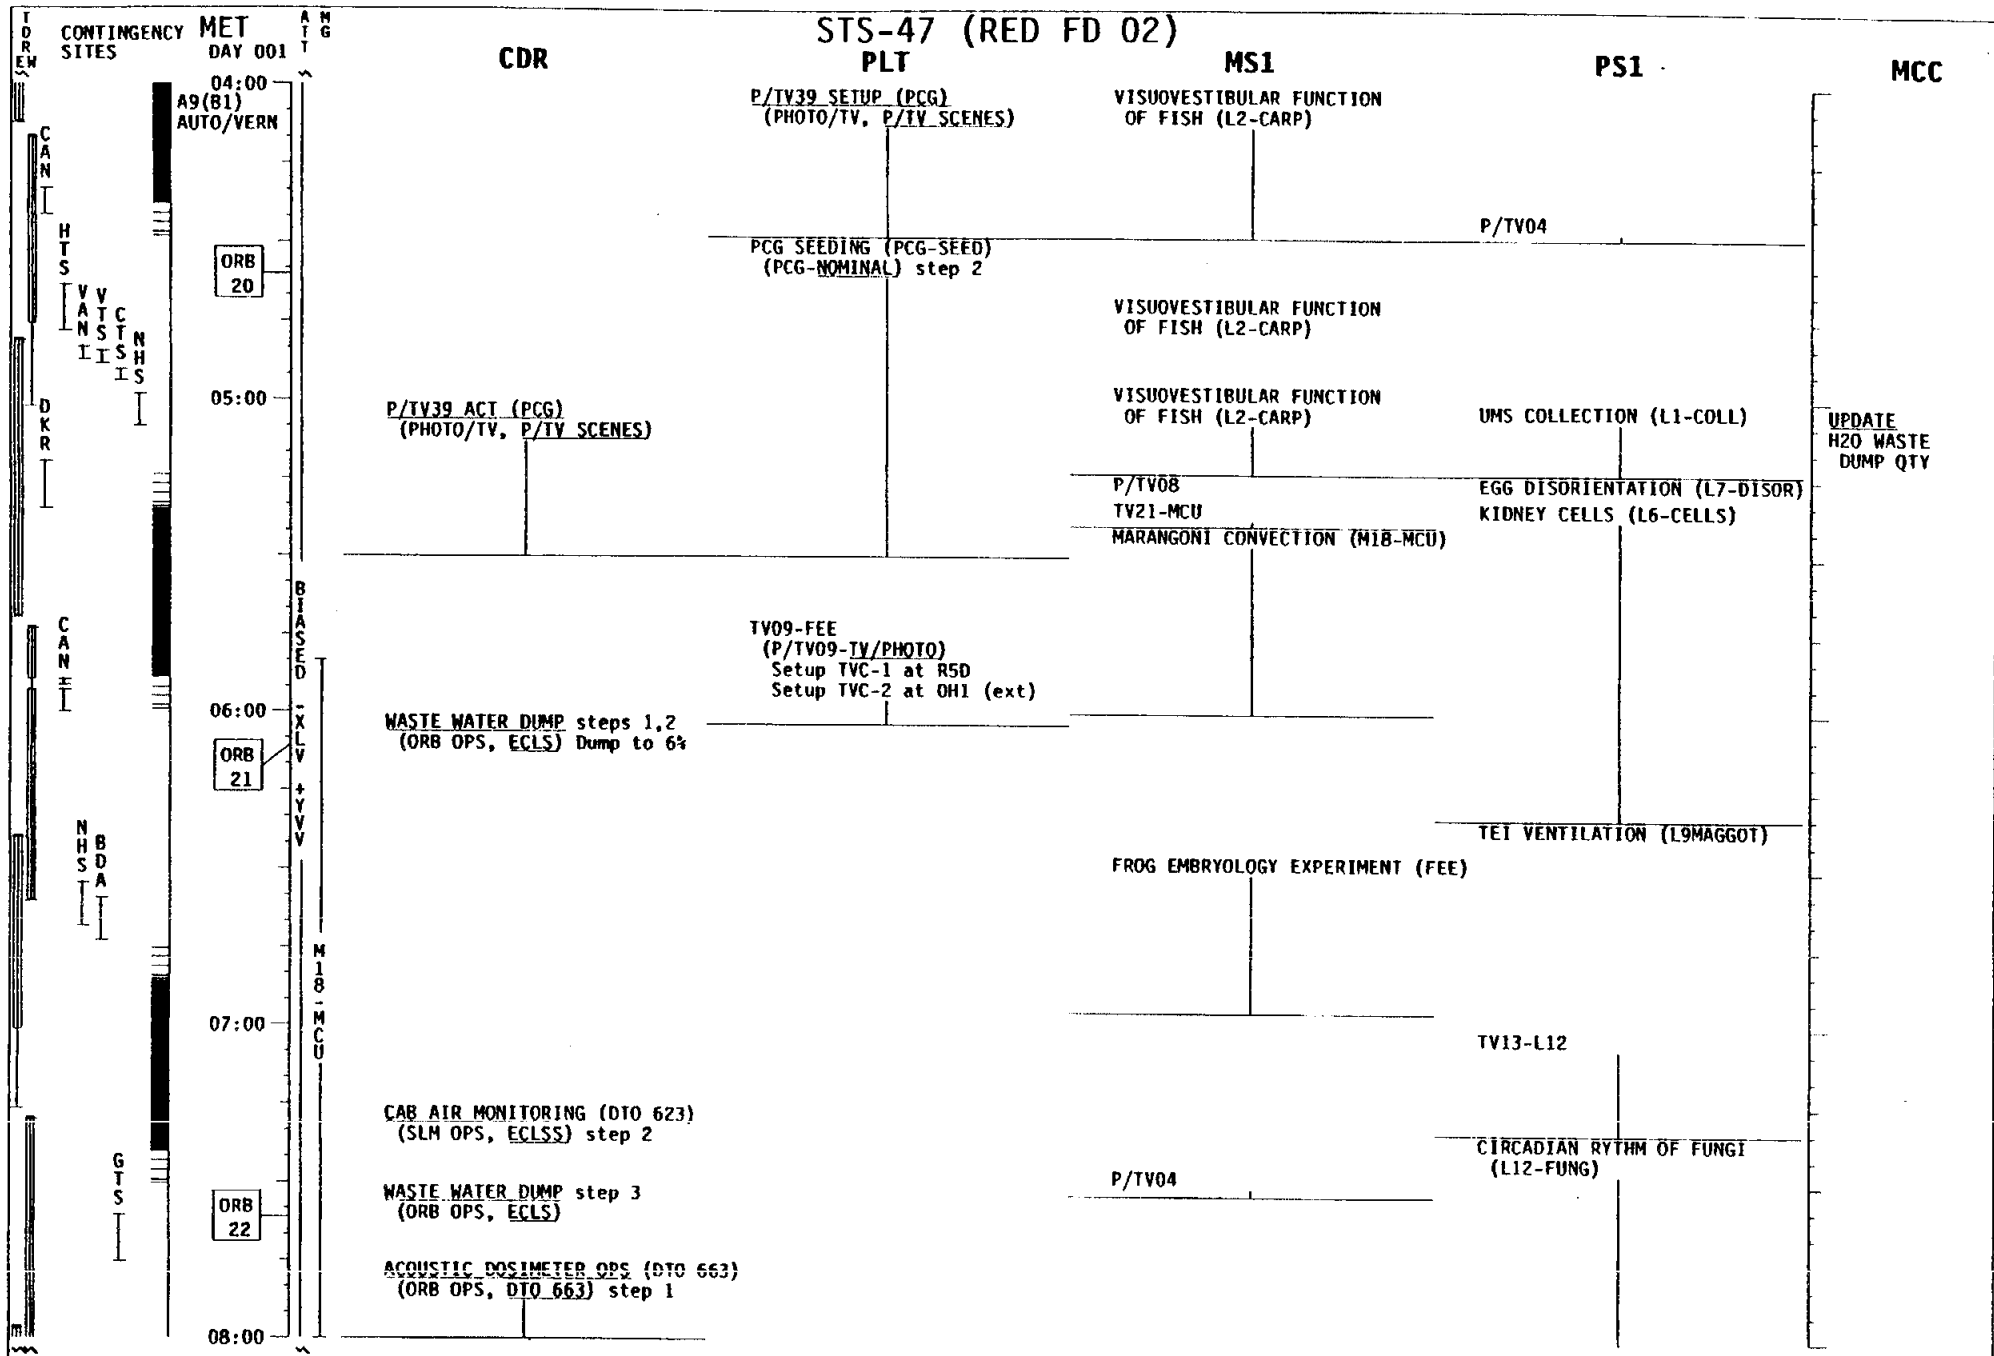 STS-47 (RED FD 02)
TDRE W
CONTINGENCY SITES
MET
DAY 001
ATT
MG
CDR
PLT
MS1
PS1
MCC
04:00
A9(B1)
AUTO/VERN
CAN
HTS
VAN
VTS
CTS
NHS
DKR
CAN
NHS
BDA
GTS
ORB
20
05:00
06:00
ORB
21
07:00
ORB
22
08:00
BIASED -XLV +YVV
M18-MCU
P/TV39 ACT (PCG)
(PHOTO/TV, P/TV SCENES)
WASTE WATER DUMP steps 1,2
(ORB OPS, ECLS) Dump to 6%
CAB AIR MONITORING (DTO 623)
(SLM OPS, ECLSS) step 2
WASTE WATER DUMP step 3
(ORB OPS, ECLS)
ACOUSTIC DOSIMETER OPS (DTO 663)
(ORB OPS, DTO 663) step 1
P/TV39 SETUP (PCG)
(PHOTO/TV, P/TV SCENES)
PCG SEEDING (PCG-SEED)
(PCG-NOMINAL) step 2
TV09-FEE
(P/TV09-TV/PHOTO)
Setup TVC-1 at R5D
Setup TVC-2 at OH1 (ext)
VISUOVESTIBULAR FUNCTION
OF FISH (L2-CARP)
VISUOVESTIBULAR FUNCTION
OF FISH (L2-CARP)
VISUOVESTIBULAR FUNCTION
OF FISH (L2-CARP)
P/TV08
TV21-MCU
MARANGONI CONVECTION (M18-MCU)
FROG EMBRYOLOGY EXPERIMENT (FEE)
P/TV04
P/TV04
UMS COLLECTION (L1-COLL)
EGG DISORIENTATION (L7-DISOR)
KIDNEY CELLS (L6-CELLS)
TEI VENTILATION (L9MAGGOT)
TV13-L12
CIRCADIAN RYTHM OF FUNGI
(L12-FUNG)
UPDATE
H2O WASTE
DUMP QTY